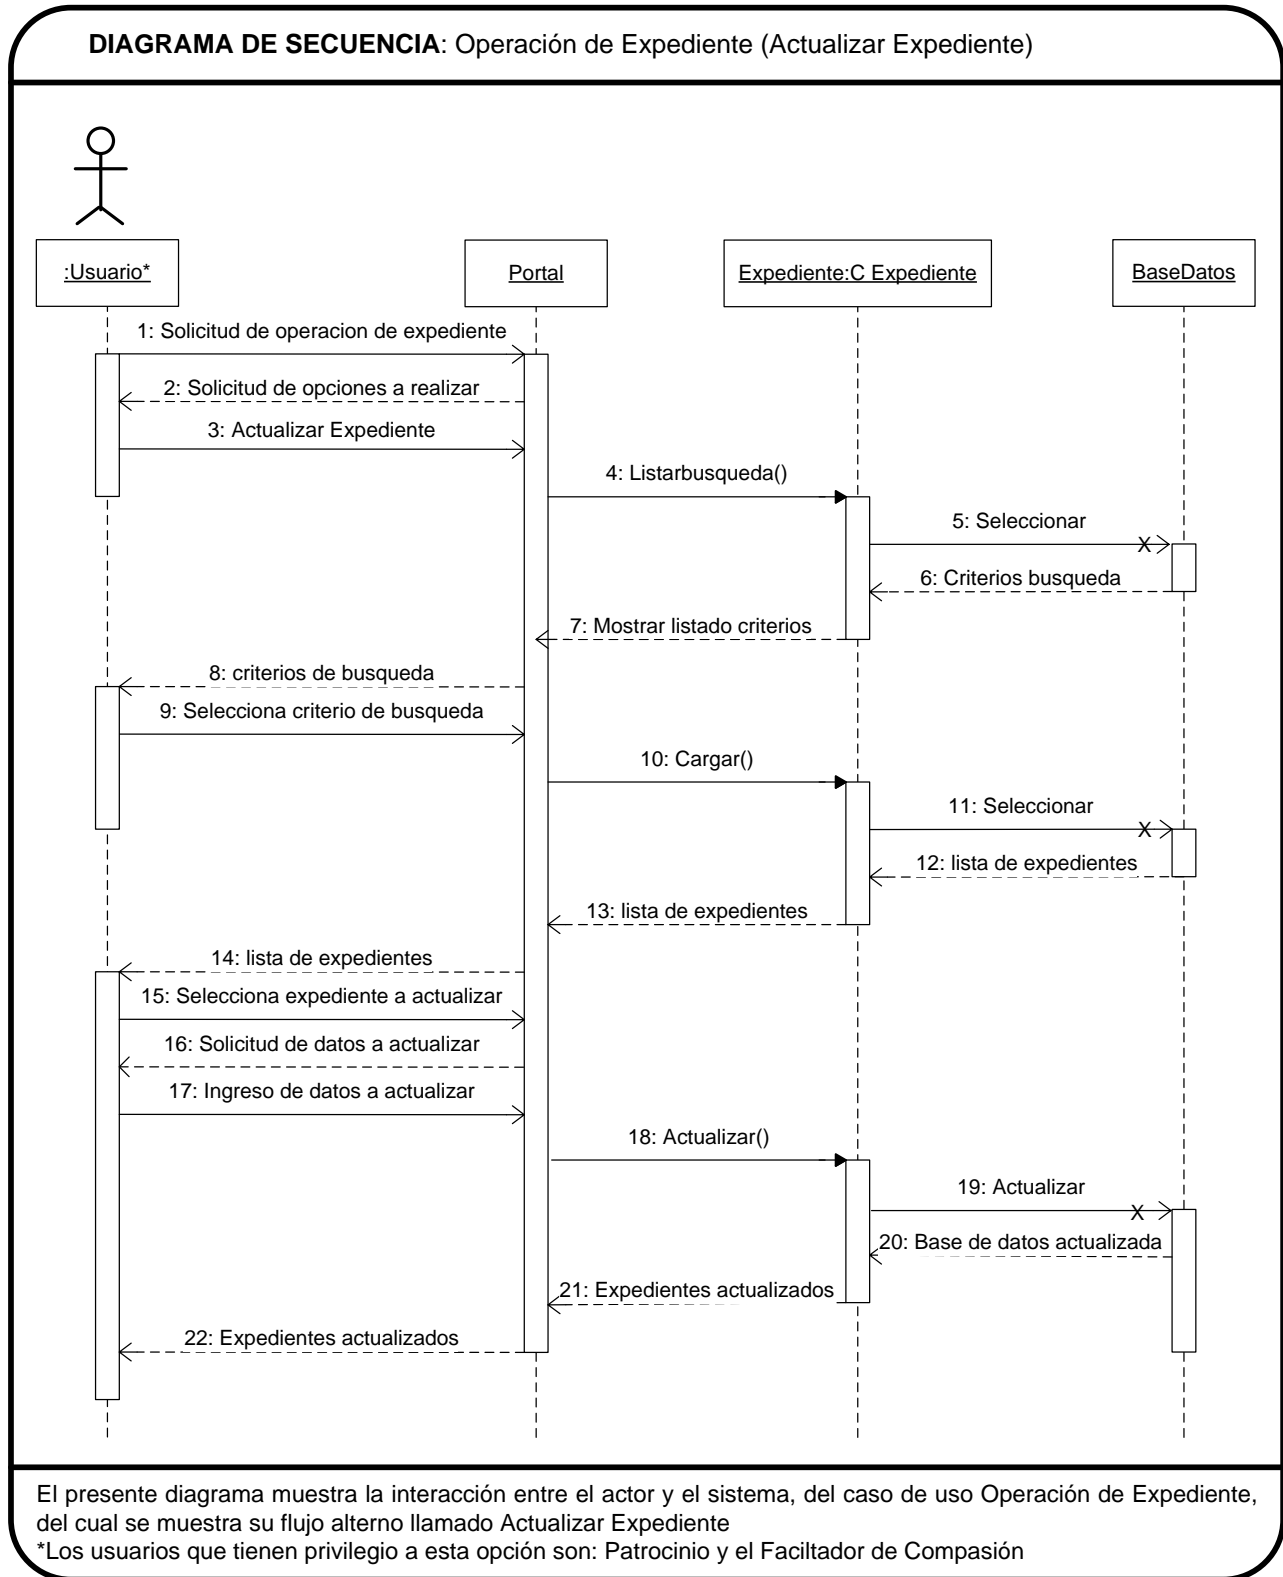 DIAGRAMA DE SECUENCIA: Operación de Expediente (Actualizar Expediente)
:Usuario*
Portal
Expediente:C Expediente
BaseDatos
1: Solicitud de operacion de expediente
2: Solicitud de opciones a realizar
3: Actualizar Expediente
4: Listarbusqueda()
5: Seleccionar
X
6: Criterios busqueda
7: Mostrar listado criterios
8: criterios de busqueda
9: Selecciona criterio de busqueda
10: Cargar()
11: Seleccionar
X
12: lista de expedientes
13: lista de expedientes
14: lista de expedientes
15: Selecciona expediente a actualizar
16: Solicitud de datos a actualizar
17: Ingreso de datos a actualizar
18: Actualizar()
19: Actualizar
X
20: Base de datos actualizada
21: Expedientes actualizados
22: Expedientes actualizados
El presente diagrama muestra la interacción entre el actor y el sistema, del caso de uso Operación de Expediente,
del cual se muestra su flujo alterno llamado Actualizar Expediente
*Los usuarios que tienen privilegio a esta opción son: Patrocinio y el Faciltador de Compasión